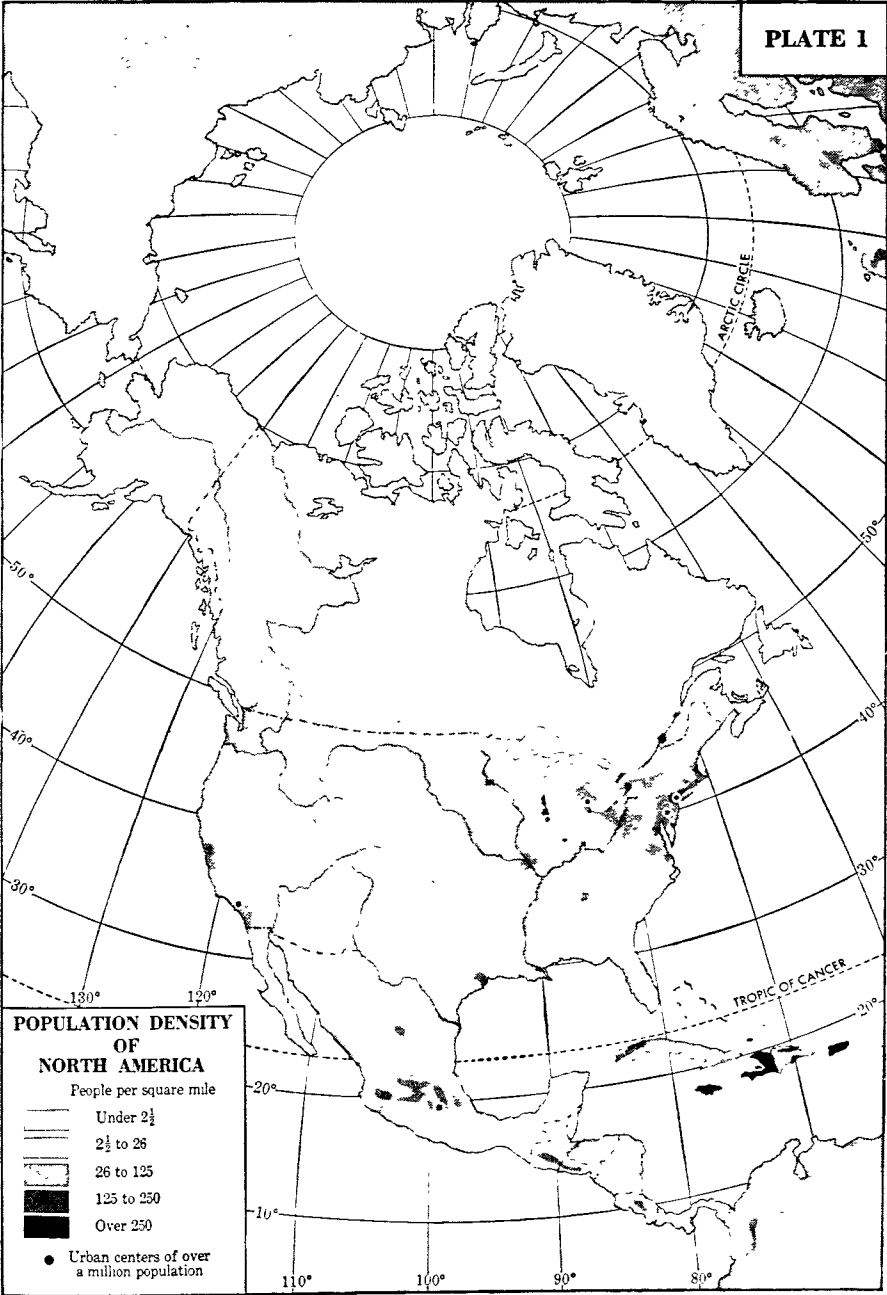 PLATE 1
ARCTIC CIRCLE
50°
50°
40°
40°
30°
30°
130°
120°
TROPIC OF CANCER
20°
20°
10°
110°
100°
90°
80°
POPULATION DENSITY
OF
NORTH AMERICA
People per square mile
Under 2½
2½ to 26
26 to 125
125 to 250
Over 250
Urban centers of over
a million population